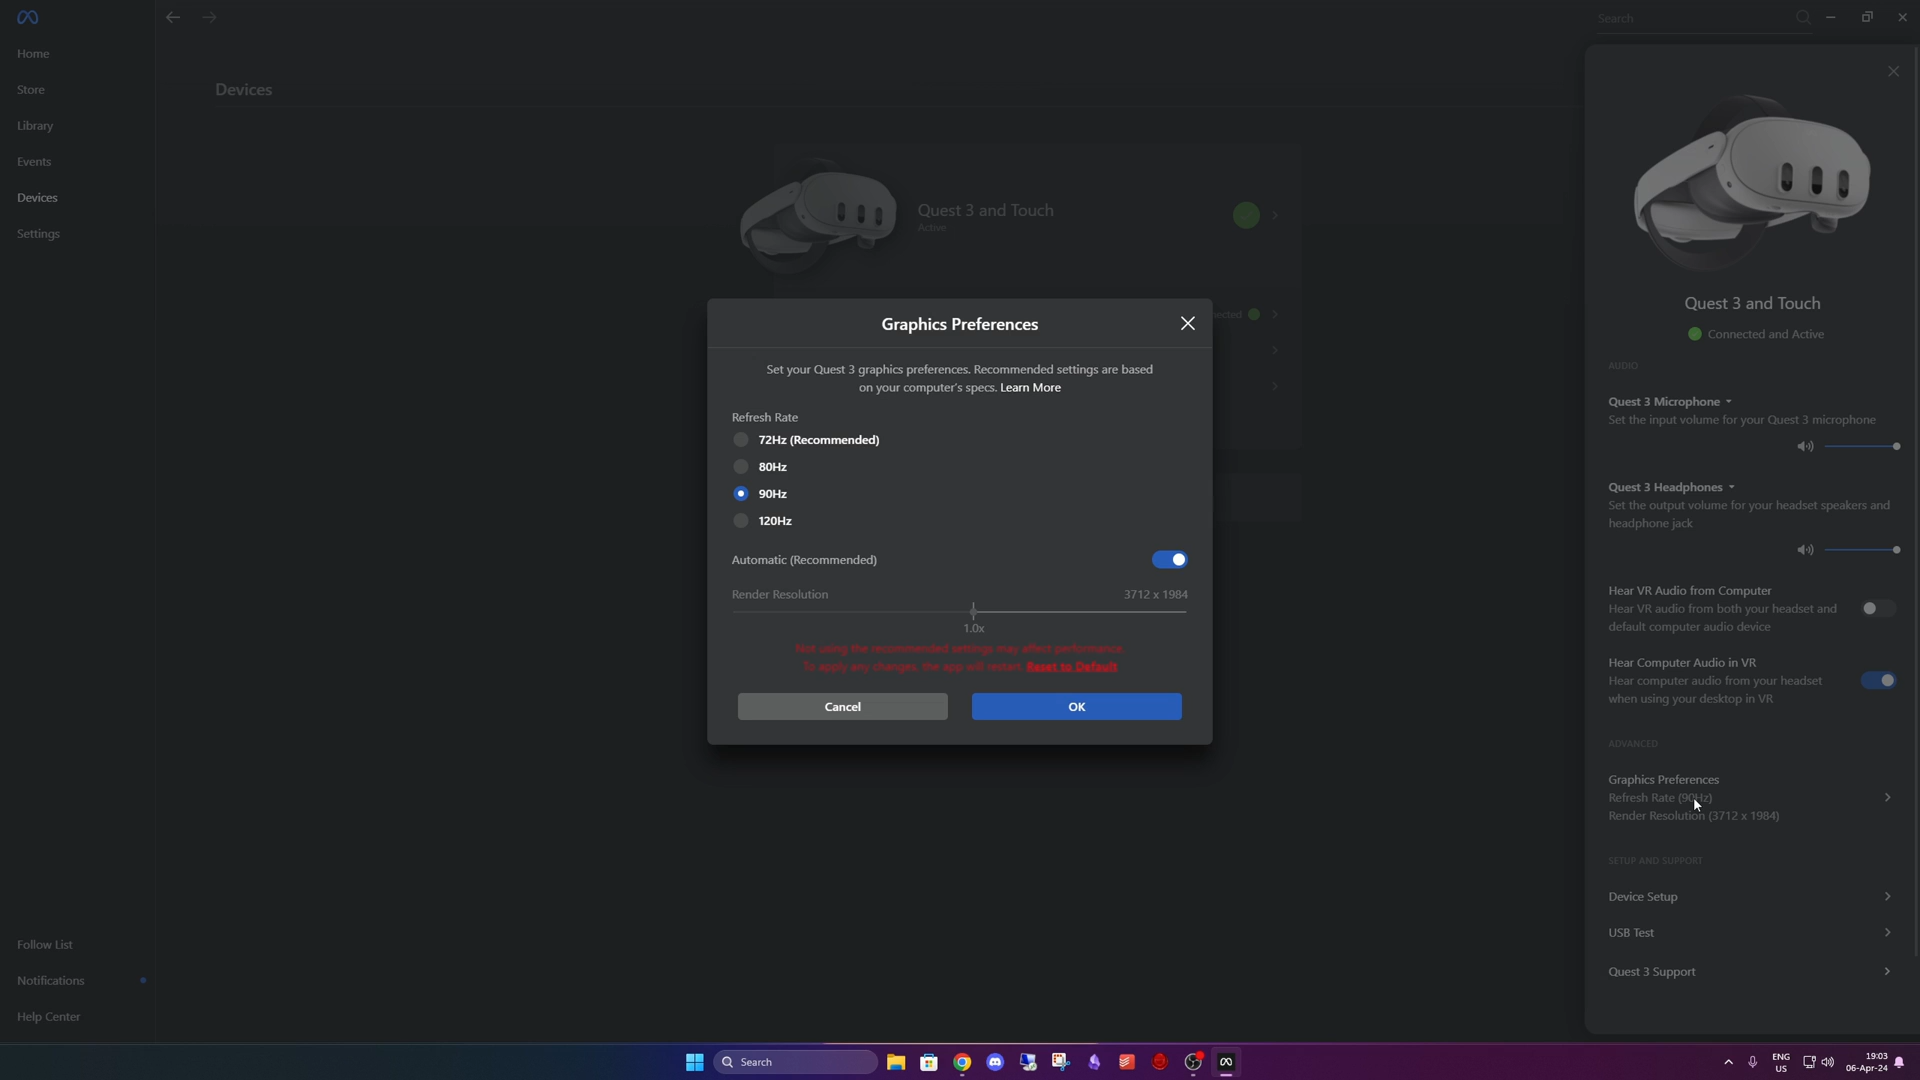 Search
Home
Store
Library
Events
Devices
Settings
Follow List
Notifications
Help Center
Devices
Quest 3 and Touch
Active
Graphics Preferences
Set your Quest 3 graphics preferences. Recommended settings are based
on your computer's specs. Learn More
Refresh Rate
72Hz (Recommended)
80Hz
90Hz
120Hz
Automatic (Recommended)
Render Resolution 3712 x 1984
1.0x
Not using the recommended settings may affect performance.
To apply any changes, the app will restart. Reset to Default
Cancel OK
Quest 3 and Touch
Connected and Active
AUDIO
Quest 3 Microphone
Set the input volume for your Quest 3 microphone
Quest 3 Headphones
Set the output volume for your headset speakers and
headphone jack
Hear VR Audio from Computer
Hear VR audio from both your headset and
default computer audio device
Hear Computer Audio in VR
Hear computer audio from your headset
when using your desktop in VR
ADVANCED
Graphics Preferences
Refresh Rate (90Hz)
Render Resolution (3712 x 1984)
SETUP AND SUPPORT
Device Setup
USB Test
Quest 3 Support
Search
ENG
US
19:03
06-Apr-24